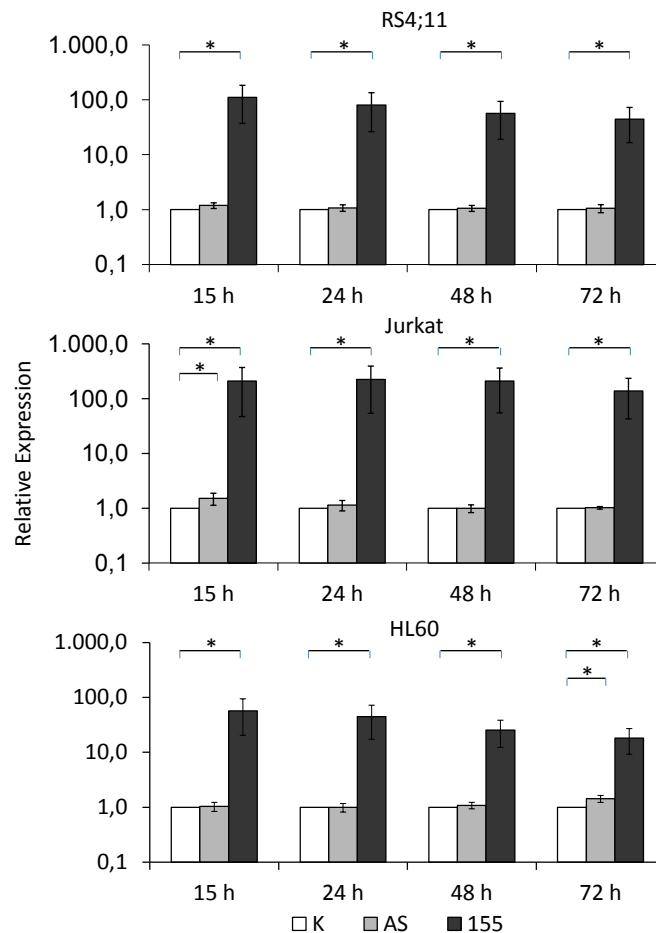 RS4;11
*
*
*
*
1.000,0
100,0
10,0
1,0
0,1
15 h
24 h
48 h
72 h
Jurkat
*
*
*
*
*
1.000,0
100,0
10,0
1,0
0,1
15 h
24 h
48 h
72 h
Relative Expression
HL60
*
*
*
*
*
1.000,0
100,0
10,0
1,0
0,1
15 h
24 h
48 h
72 h
K AS 155